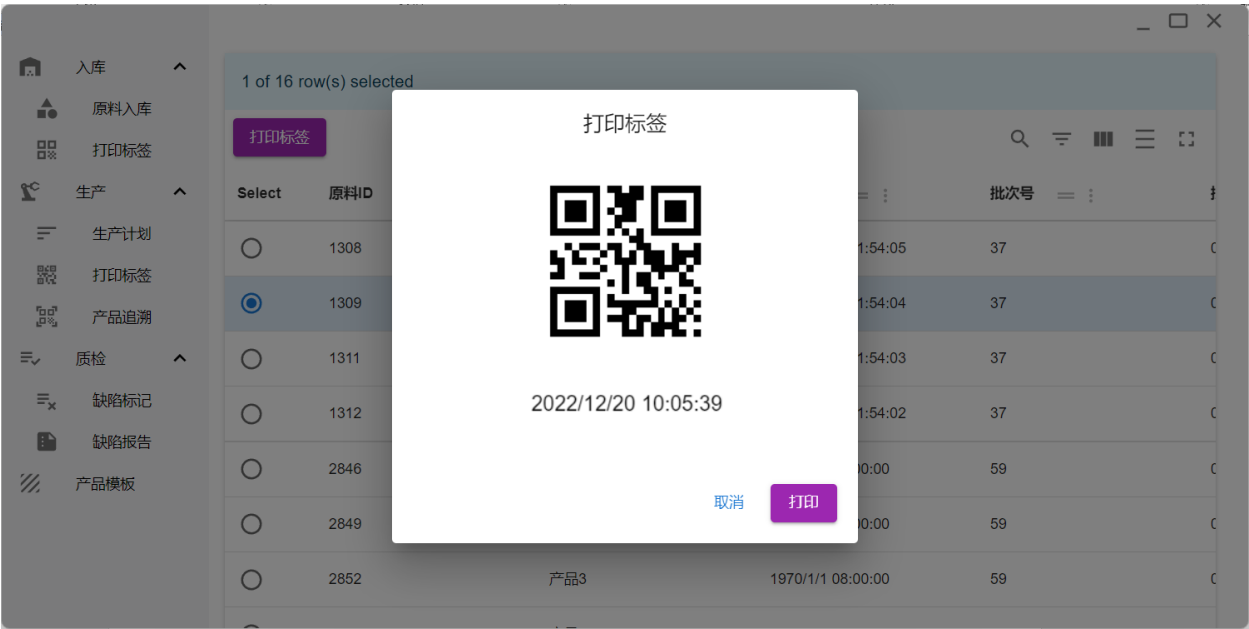 入库
原料入库
打印标签
生产
生产计划
打印标签
产品追溯
质检
缺陷标记
缺陷报告
产品模板
1 of 16 row(s) selected
打印标签
Select 原料ID 批次号
1308 1:54:05 37
1309 1:54:04 37
1311 1:54:03 37
1312 1:54:02 37
2846 00:00 59
2849 00:00 59
2852 产品3 1970/1/1 08:00:00 59
打印标签
2022/12/20 10:05:39
取消 打印